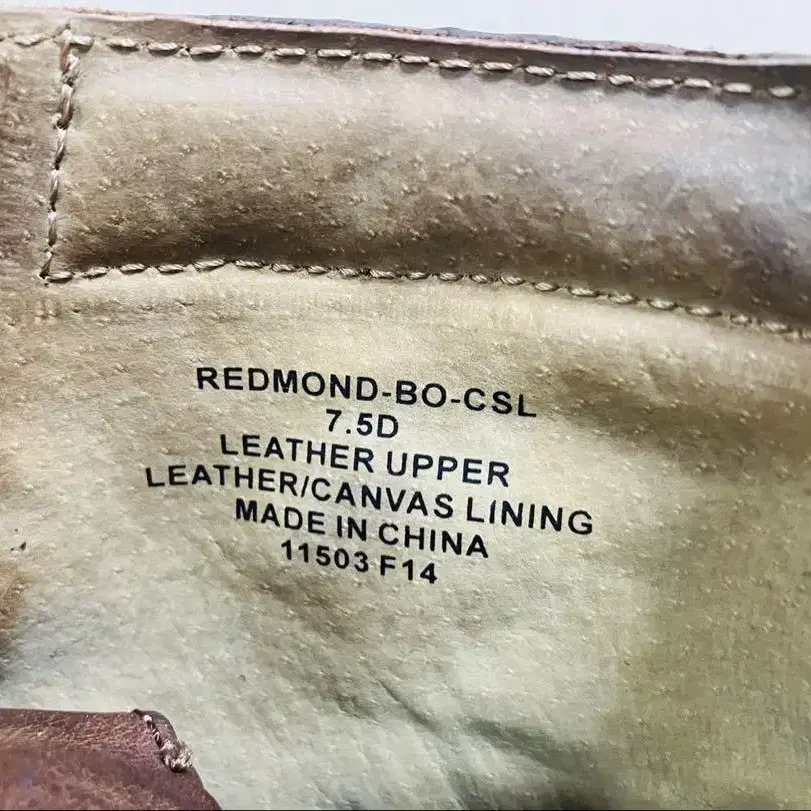 REDMOND-BO-CSL
7.5D
LEATHER UPPER
LEATHER/CANVAS LINING
MADE IN CHINA
11503 F14